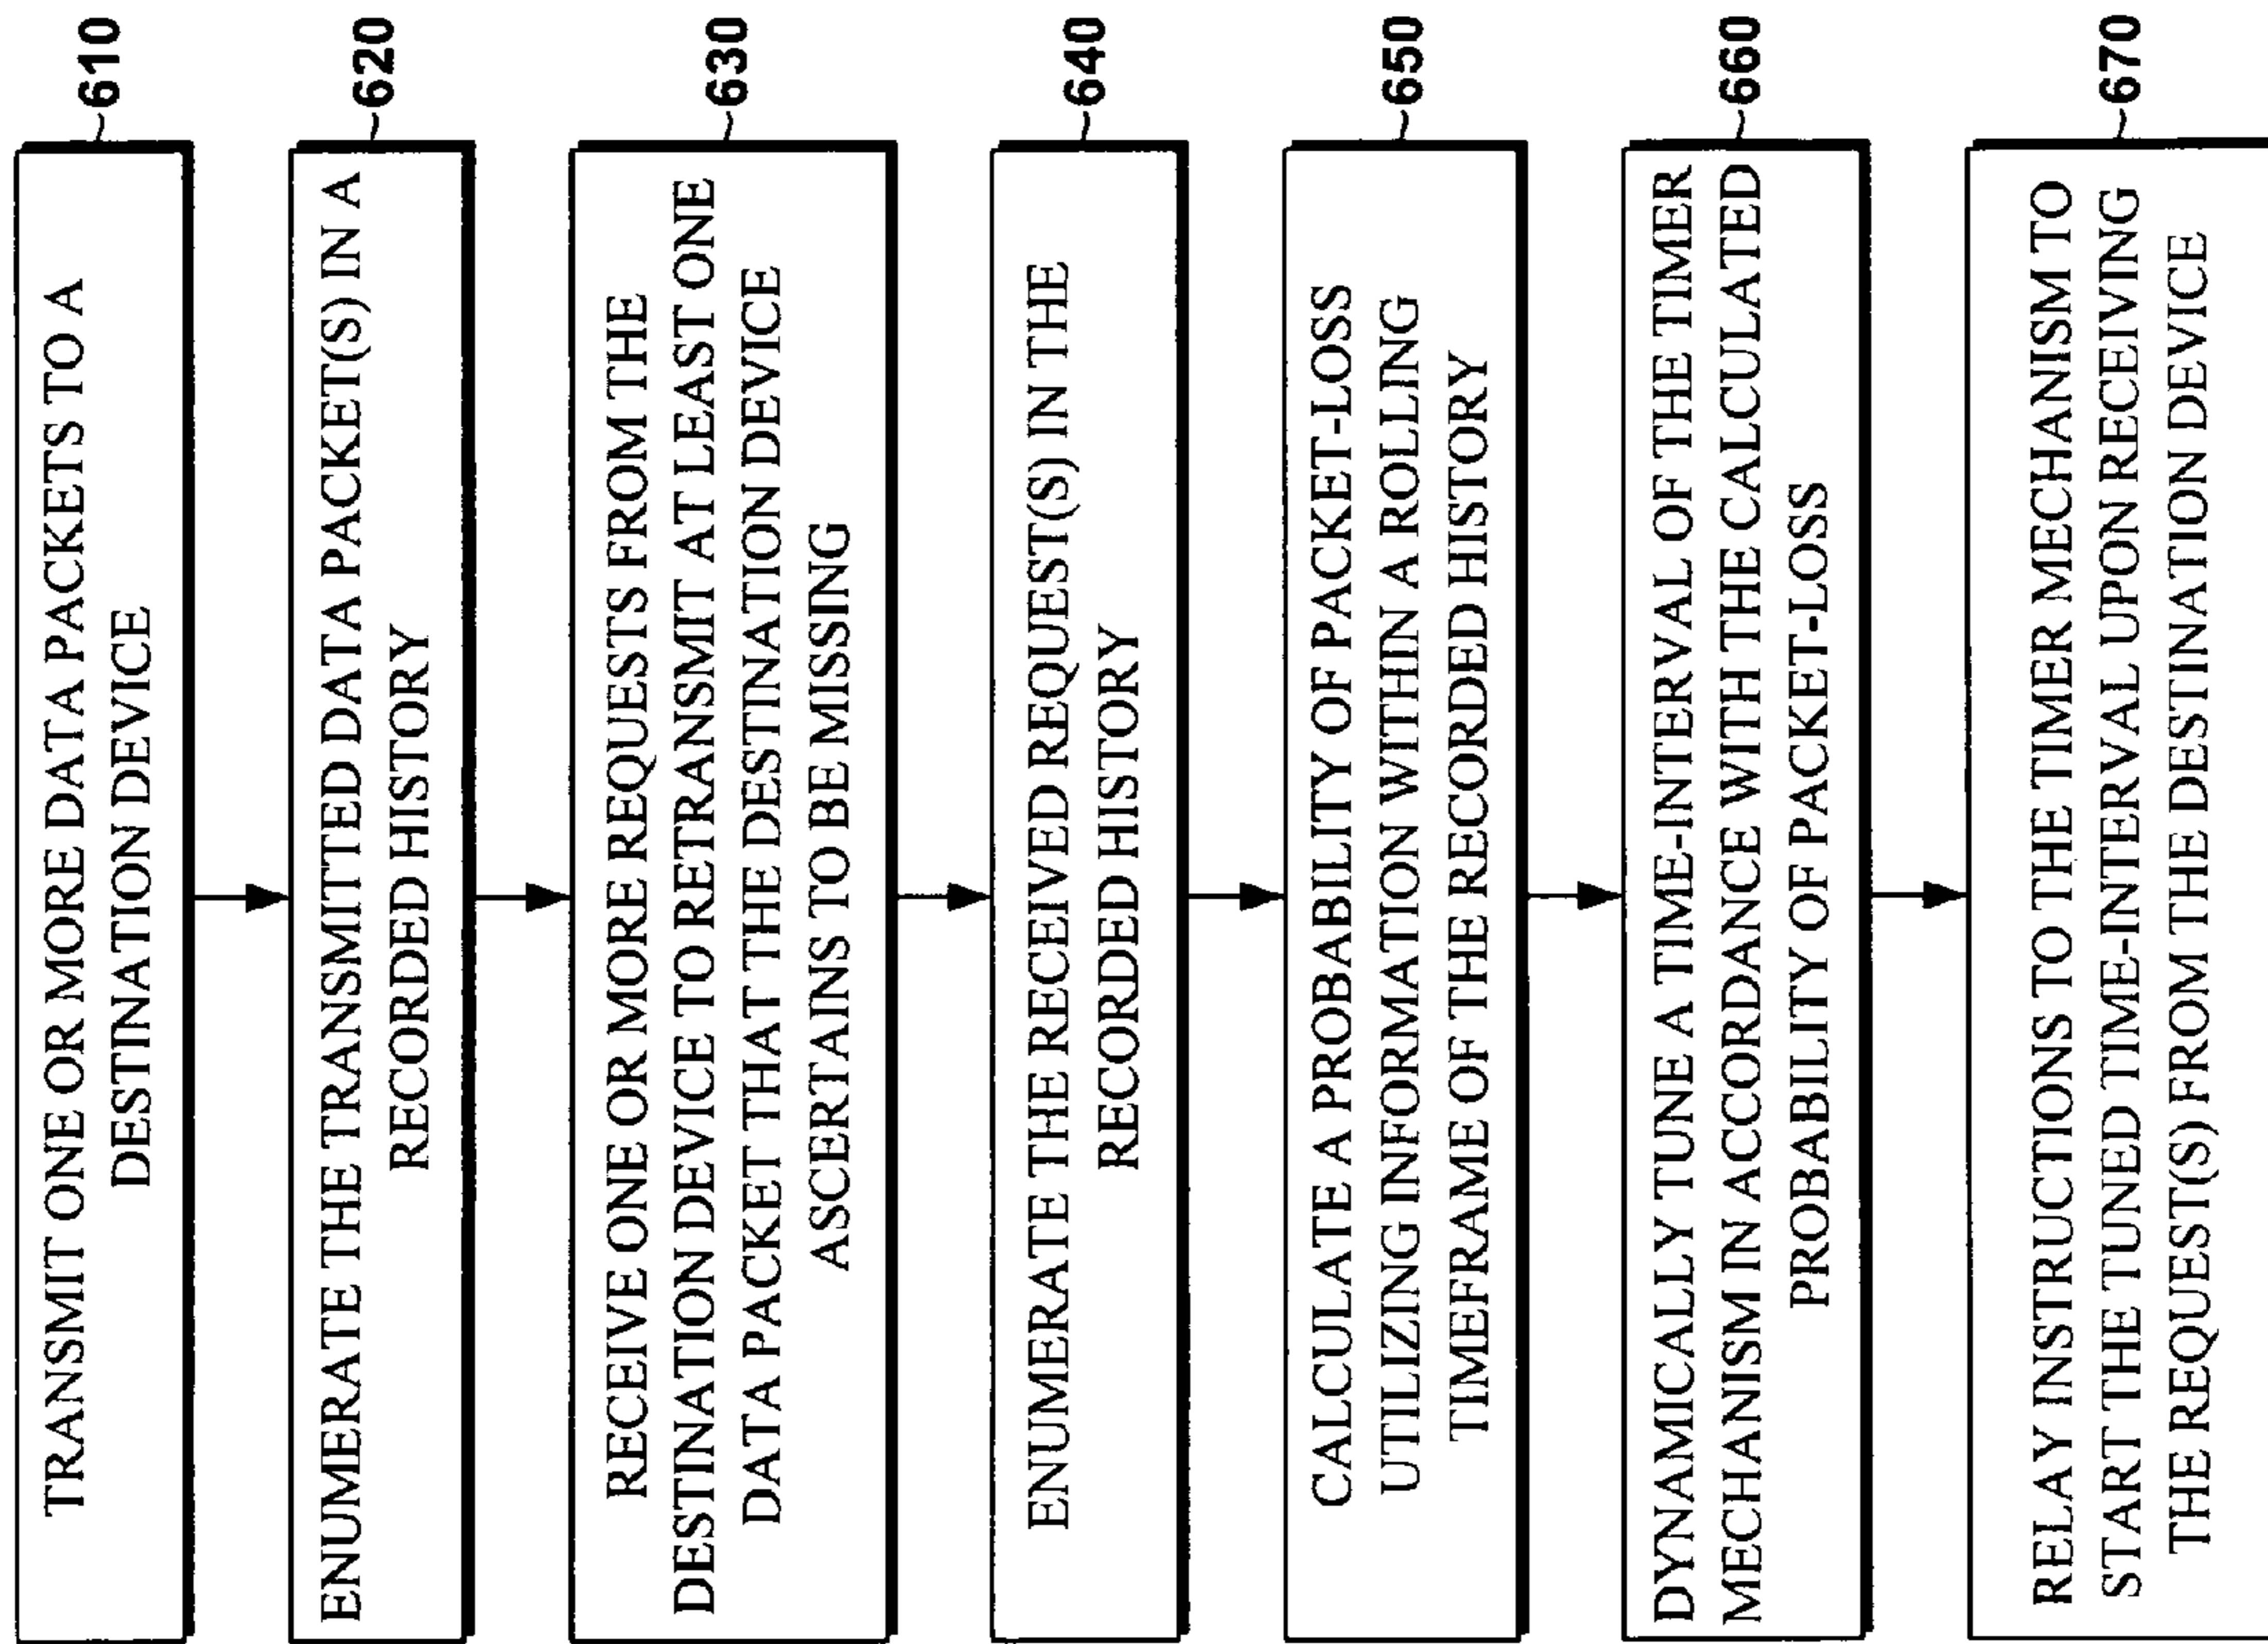 TRANSMIT ONE OR MORE DATA PACKETS TO A
DESTINATION DEVICE
610
ENUMERATE THE TRANSMITTED DATA PACKET(S) IN A
RECORDED HISTORY
620
RECEIVE ONE OR MORE REQUESTS FROM THE
DESTINATION DEVICE TO RETRANSMIT AT LEAST ONE
DATA PACKET THAT THE DESTINATION DEVICE
ASCERTAINS TO BE MISSING
630
ENUMERATE THE RECEIVED REQUEST(S) IN THE
RECORDED HISTORY
640
CALCULATE A PROBABILITY OF PACKET-LOSS
UTILIZING INFORMATION WITHIN A ROLLING
TIMEFRAME OF THE RECORDED HISTORY
650
DYNAMICALLY TUNE A TIME-INTERVAL OF THE TIMER
MECHANISM IN ACCORDANCE WITH THE CALCULATED
PROBABILITY OF PACKET-LOSS
660
RELAY INSTRUCTIONS TO THE TIMER MECHANISM TO
START THE TUNED TIME-INTERVAL UPON RECEIVING
THE REQUEST(S) FROM THE DESTINATION DEVICE
670